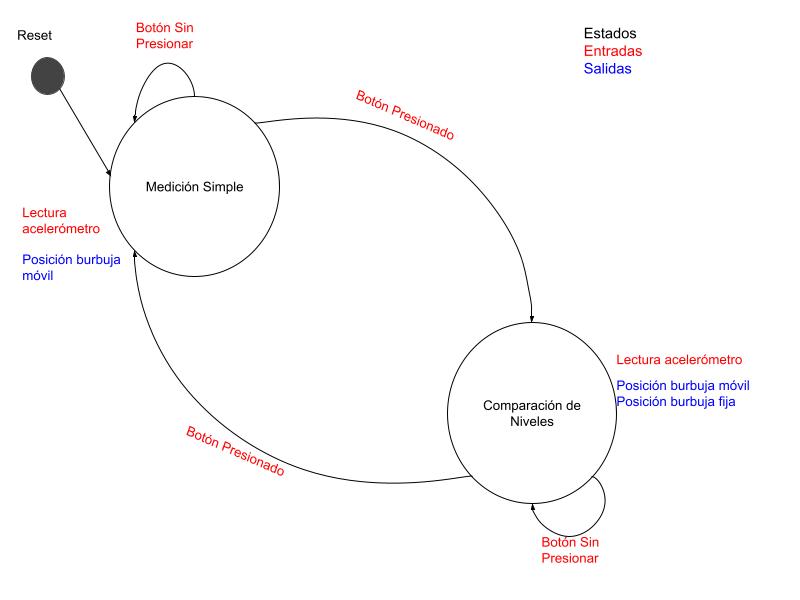 Reset
Botón Sin
Presionar
Estados
Entradas
Salidas
Botón Presionado
Medición Simple
Lectura
acelerómetro
Posición burbuja
móvil
Lectura acelerómetro
Posición burbuja móvil
Posición burbuja fija
Comparación de
Niveles
Botón Presionado
Botón Sin
Presionar